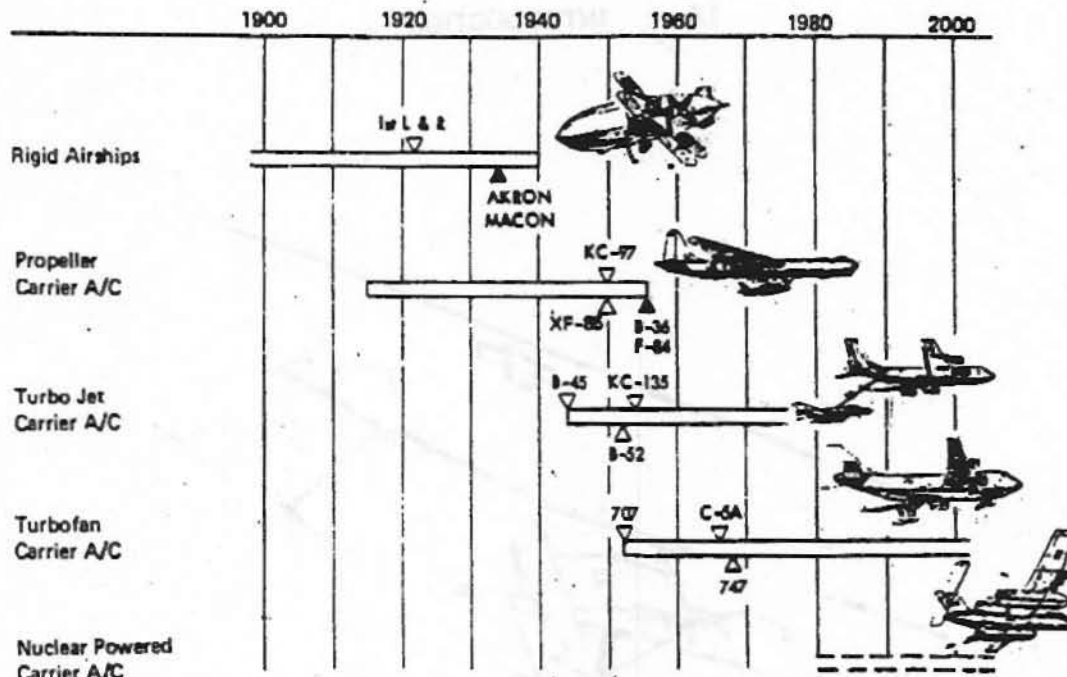 1900 1920 1940 1960 1980 2000
1st L & R
Rigid Airships
AKRON
MACON
KC-97
Propeller
Carrier A/C
XF-85 B-36
F-84
B-45 KC-135
Turbo Jet
Carrier A/C
B-52
707 C-5A
Turbofan
Carrier A/C
747
Nuclear Powered
Carrier A/C